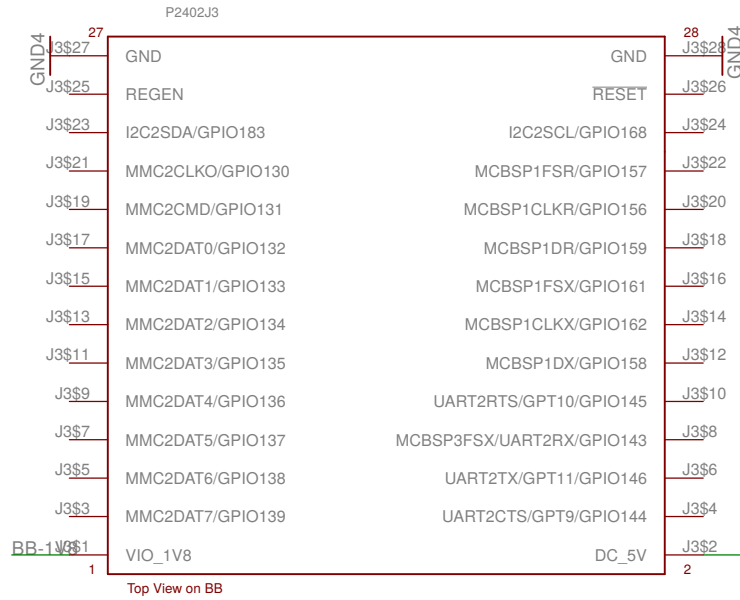 P2402J3
27 28
GND4 J3$27 GND GND J3$28 GND4
J3$25 REGEN RESET J3$26
J3$23 I2C2SDA/GPIO183 I2C2SCL/GPIO168 J3$24
J3$21 MMC2CLKO/GPIO130 MCBSP1FSR/GPIO157 J3$22
J3$19 MMC2CMD/GPIO131 MCBSP1CLKR/GPIO156 J3$20
J3$17 MMC2DAT0/GPIO132 MCBSP1DR/GPIO159 J3$18
J3$15 MMC2DAT1/GPIO133 MCBSP1FSX/GPIO161 J3$16
J3$13 MMC2DAT2/GPIO134 MCBSP1CLKX/GPIO162 J3$14
J3$11 MMC2DAT3/GPIO135 MCBSP1DX/GPIO158 J3$12
J3$9 MMC2DAT4/GPIO136 UART2RTS/GPT10/GPIO145 J3$10
J3$7 MMC2DAT5/GPIO137 MCBSP3FSX/UART2RX/GPIO143 J3$8
J3$5 MMC2DAT6/GPIO138 UART2TX/GPT11/GPIO146 J3$6
J3$3 MMC2DAT7/GPIO139 UART2CTS/GPT9/GPIO144 J3$4
BB-1V8 J3$1 VIO_1V8 DC_5V J3$2
1 2
Top View on BB